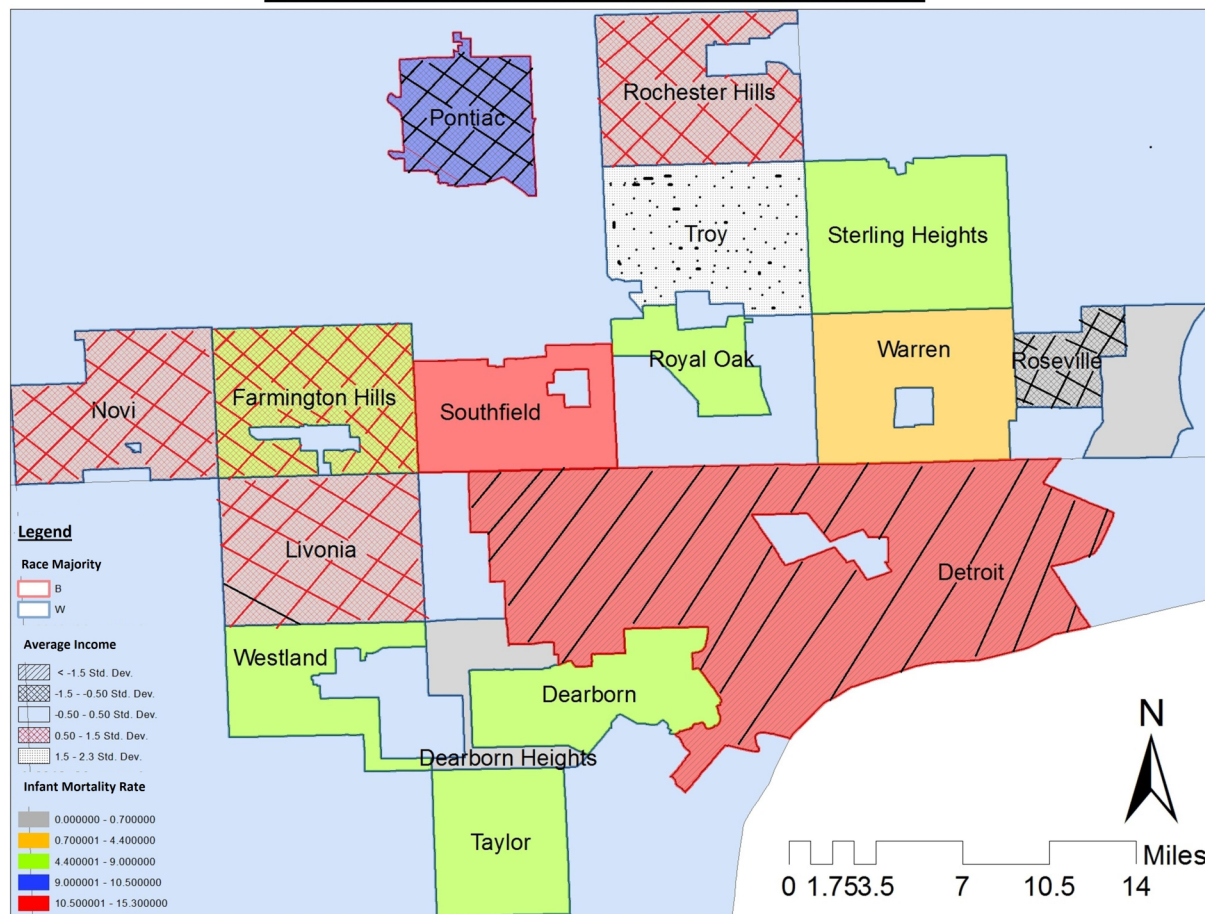 Rochester Hills
Pontiac
Troy
Sterling Heights
Royal Oak
Warren
Roseville
Novi
Farmington Hills
Southfield
Livonia
Detroit
Westland
Dearborn
Dearborn Heights
Taylor
Legend
Race Majority
B
W
Average Income
< -1.5 Std. Dev.
-1.5 - -0.50 Std. Dev.
-0.50 - 0.50 Std. Dev.
0.50 - 1.5 Std. Dev.
1.5 - 2.3 Std. Dev.
Infant Mortality Rate
0.000000 - 0.700000
0.700001 - 4.400000
4.400001 - 9.000000
9.000001 - 10.500000
10.500001 - 15.300000
N
Miles
0 1.753.5 7 10.5 14